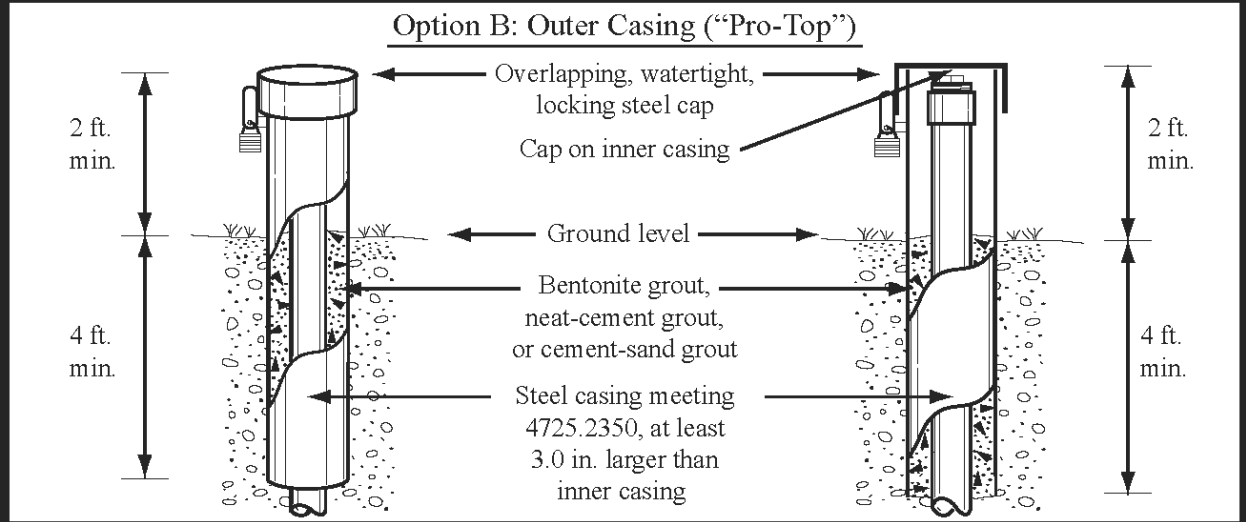 Option B: Outer Casing (“Pro-Top”)
Overlapping, watertight,
locking steel cap
Cap on inner casing
2 ft.
min.
2 ft.
min.
Ground level
Bentonite grout,
neat-cement grout,
or cement-sand grout
4 ft.
min.
4 ft.
min.
Steel casing meeting
4725.2350, at least
3.0 in. larger than
inner casing